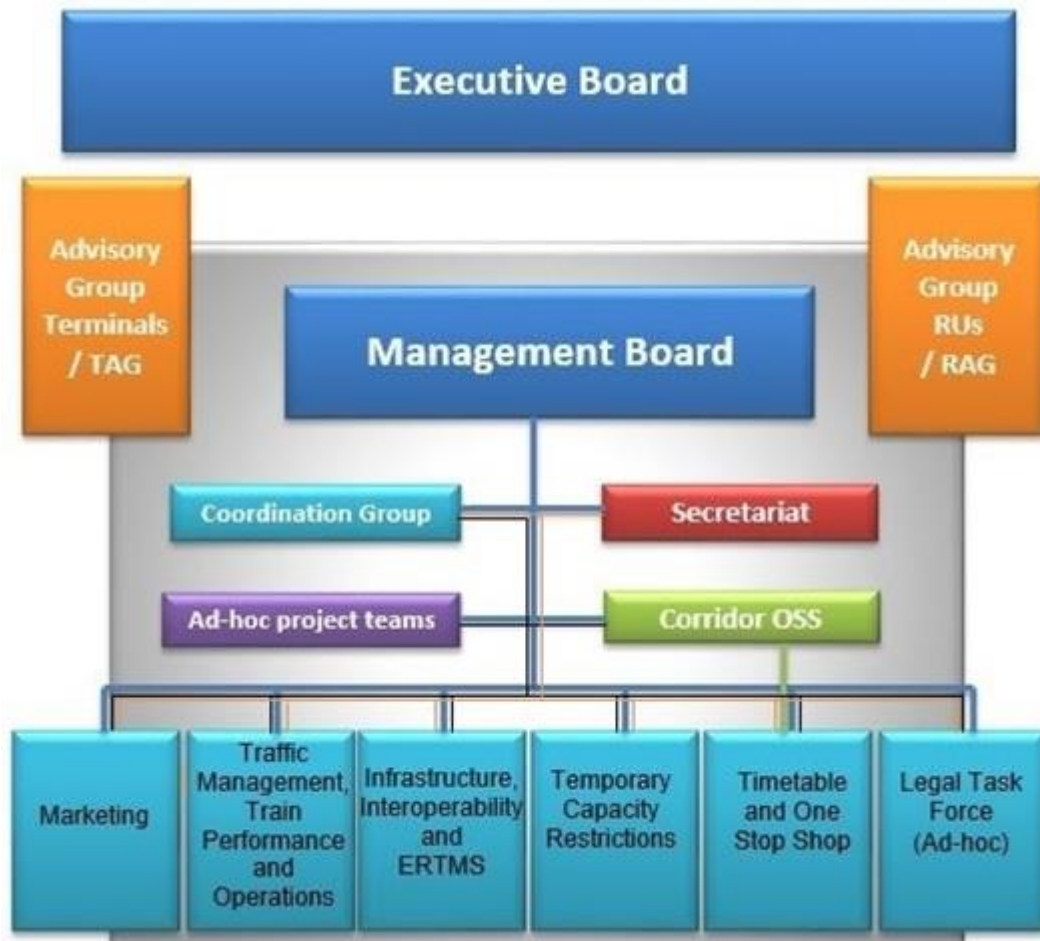 Executive Board
Advisory
Group
Terminals
/ TAG
Advisory
Group
RUs
/ RAG
Management Board
Coordination Group
Secretariat
Ad-hoc project teams
Corridor OSS
Marketing
Traffic
Management,
Train
Performance
and
Operations
Infrastructure,
Interoperability
and
ERTMS
Temporary
Capacity
Restrictions
Timetable
and One
Stop Shop
Legal Task
Force
(Ad-hoc)